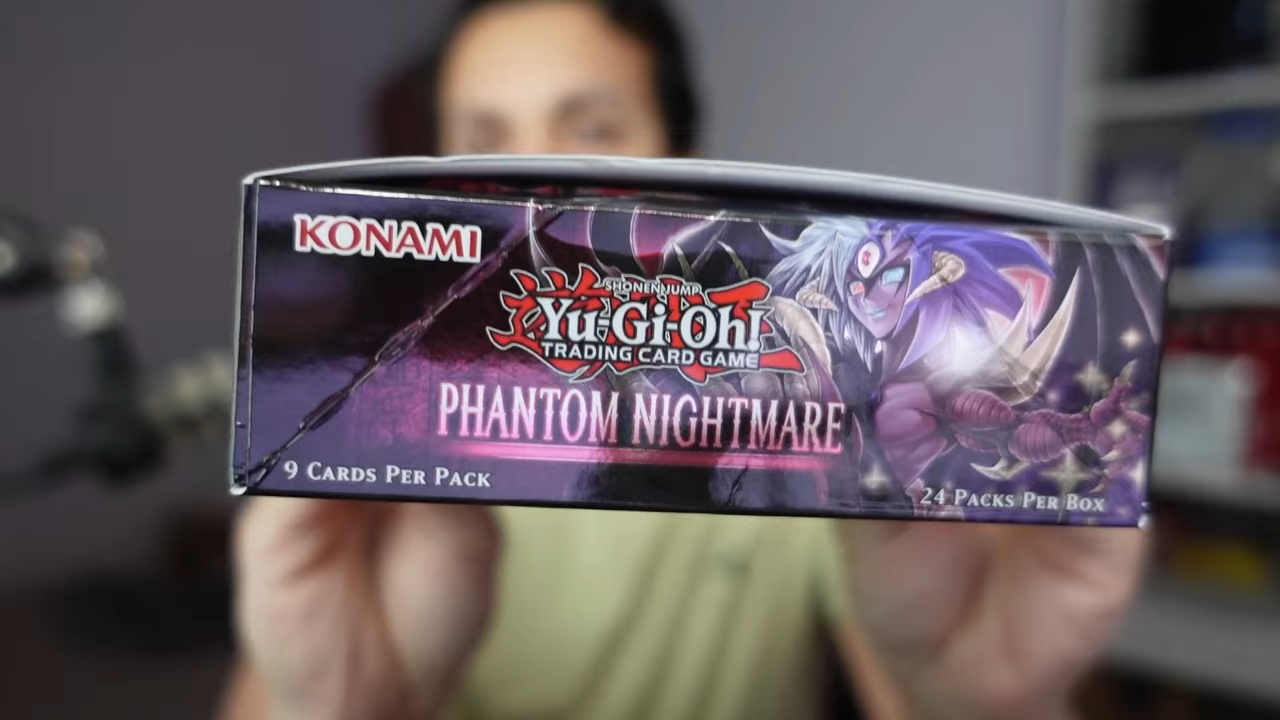 KONAMI
SHONEN JUMP
Yu-Gi-Oh!
TRADING CARD GAME
PHANTOM NIGHTMARE
9 CARDS PER PACK
24 PACKS PER BOX